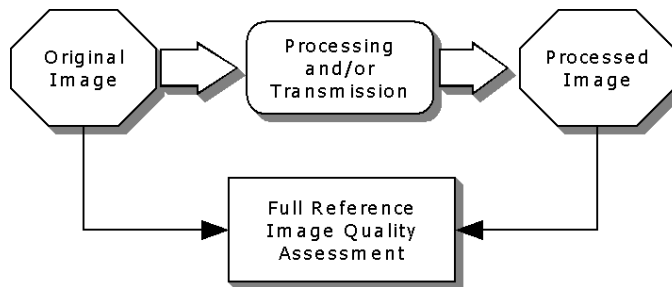 Original
Image
Processing
and/or
Transmission
Processed
Image
Full Reference
Image Quality
Assessment